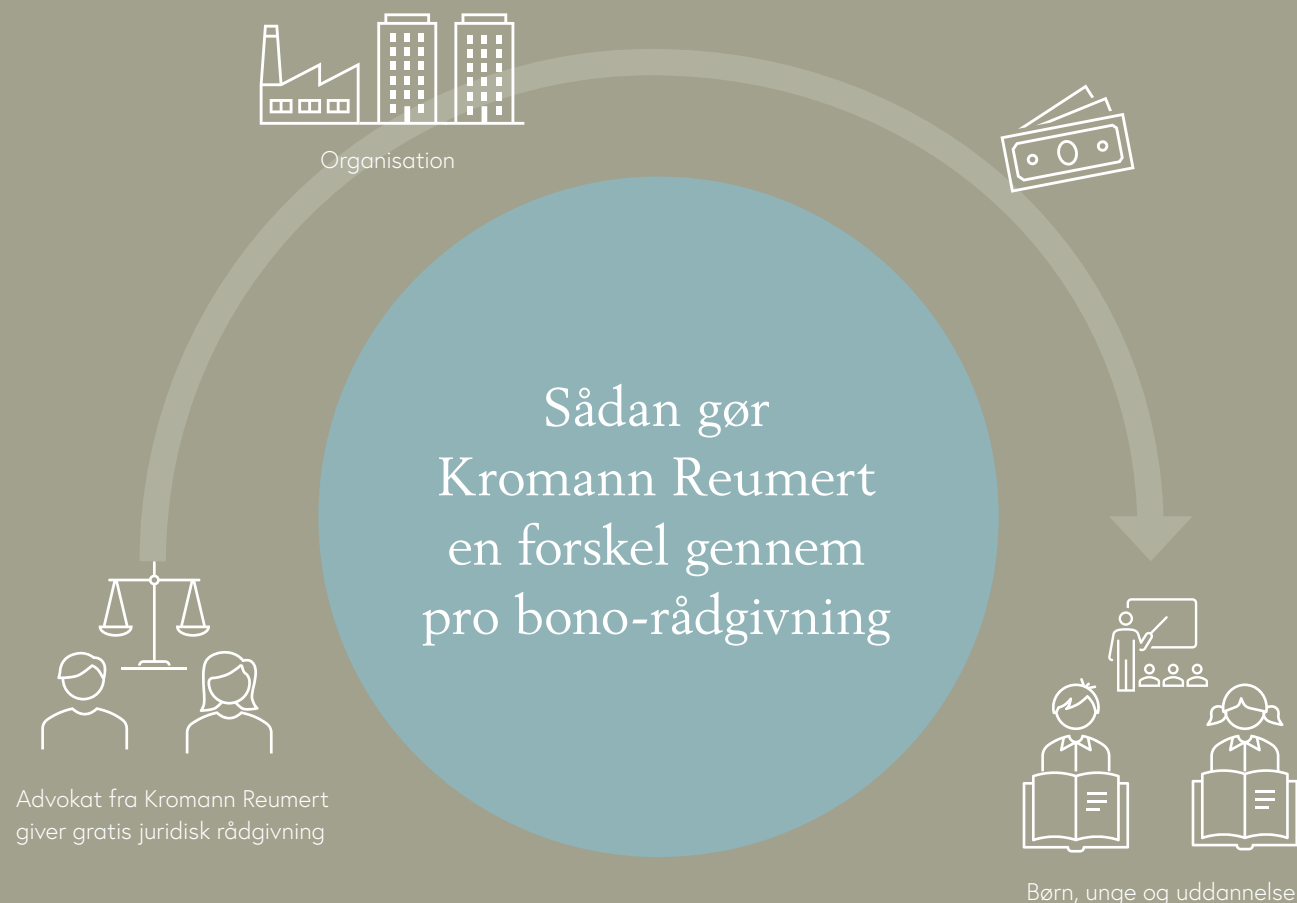 Organisation
Sådan gør
Kromann Reumert
en forskel gennem
pro bono-rådgivning
Advokat fra Kromann Reumert
giver gratis juridisk rådgivning
Børn, unge og uddannelse